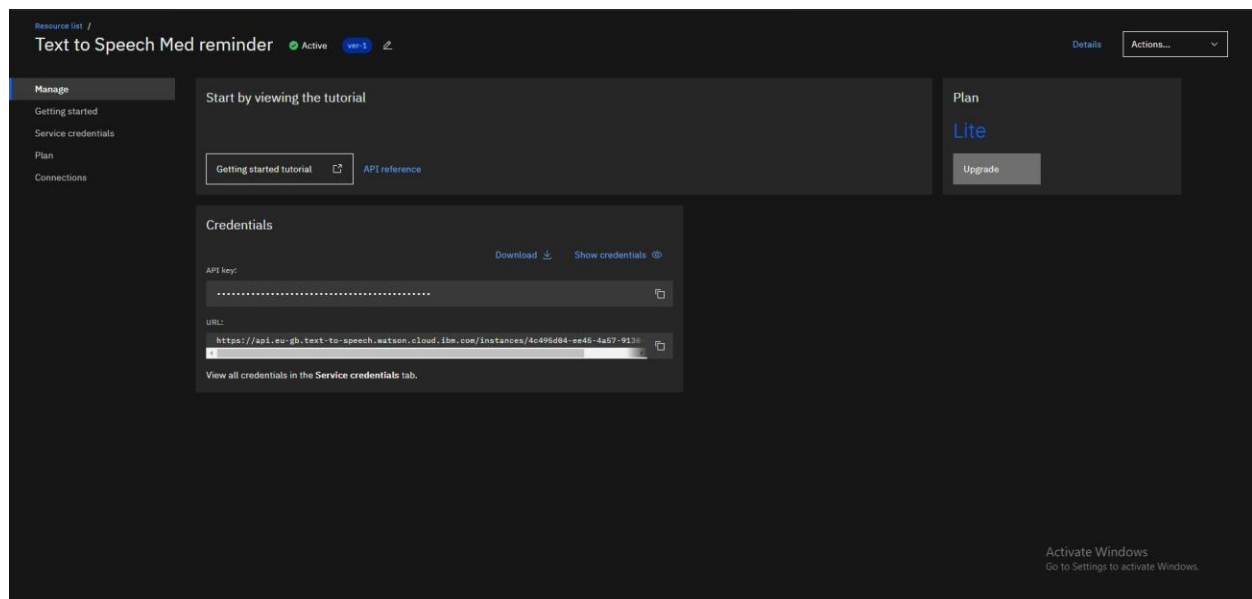 Resource list /
Text to Speech Med reminder Active ver-1
Details Actions...
Manage
Getting started
Service credentials
Plan
Connections
Start by viewing the tutorial
Getting started tutorial API reference
Plan
Lite
Upgrade
Credentials
Download Show credentials
API key:
••••••••••••••••••••••••••••••••••••••••••••
URL:
https://api.eu-gb.text-to-speech.watson.cloud.ibm.com/instances/4c495d04-ee45-4a57-9136
View all credentials in the Service credentials tab.
Activate Windows
Go to Settings to activate Windows.